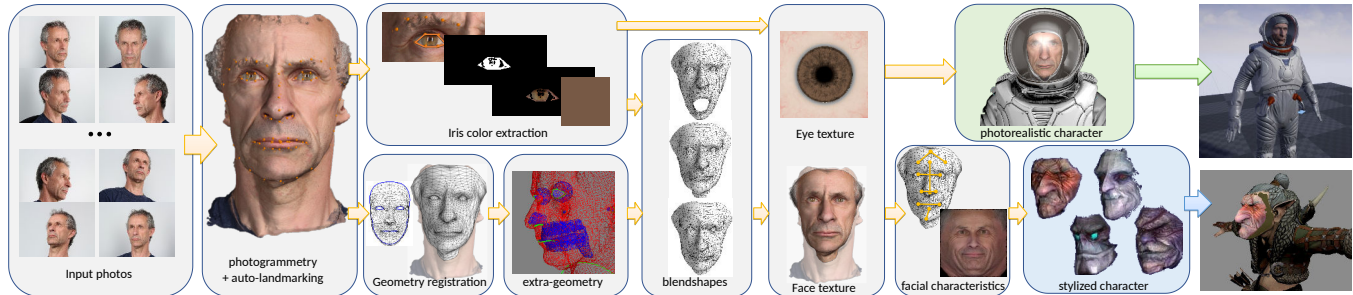 Input photos
photogrammetry
+ auto-landmarking
Iris color extraction
Geometry registration
extra-geometry
blendshapes
Eye texture
Face texture
photorealistic character
facial characteristics
stylized character